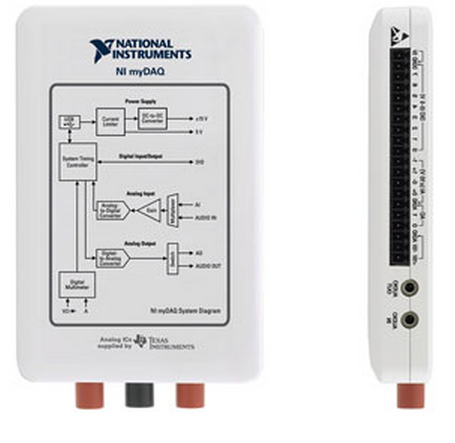 NATIONAL
INSTRUMENTS
NI myDAQ
Power Supply
USB
Current
Limiter
DC-to-DC
Converter
±15 V
5 V
System Timing
Controller
Digital Input/Output
DIO
Analog Input
Analog-
to-Digital
Converter
Gain
Multiplexer
AI
AUDIO IN
Analog Output
Digital-
to-Analog
Converter
Switch
AO
AUDIO OUT
Digital
Multimeter
VΩ
A
NI myDAQ System Diagram
Analog ICs
supplied by
TEXAS
INSTRUMENTS